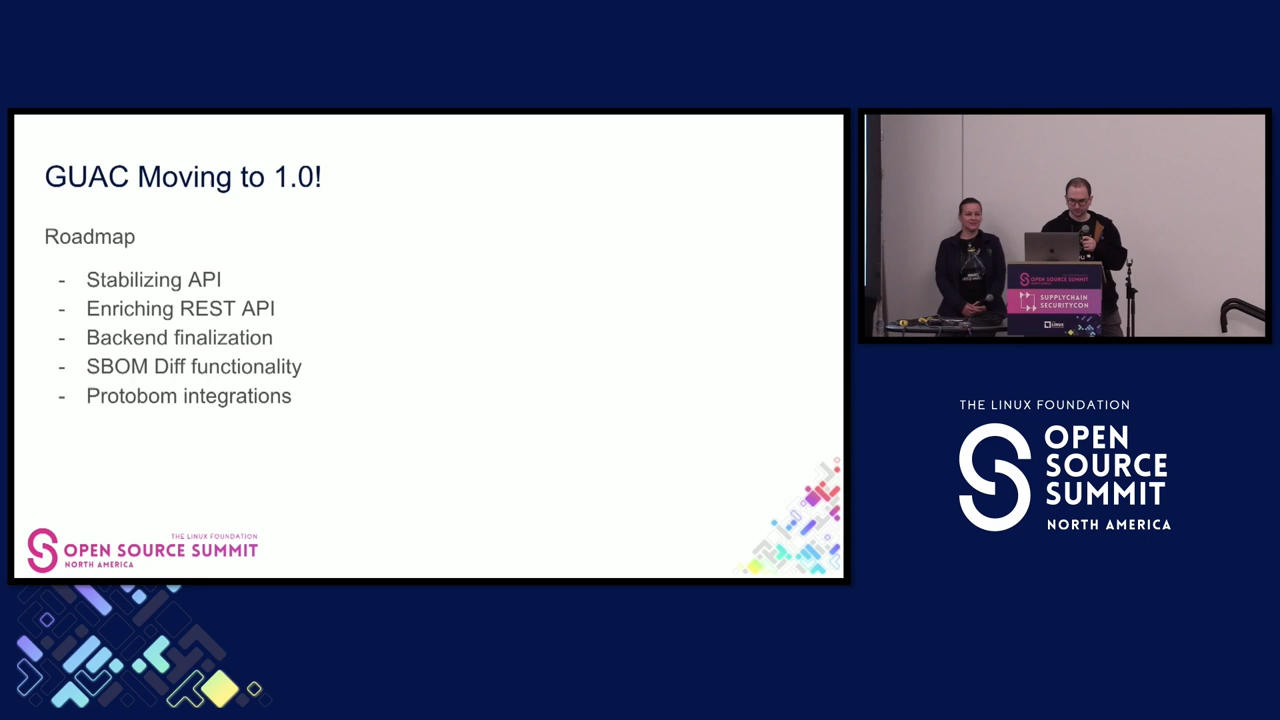 GUAC Moving to 1.0!
Roadmap
- Stabilizing API
- Enriching REST API
- Backend finalization
- SBOM Diff functionality
- Protobom integrations
THE LINUX FOUNDATION
OPEN SOURCE SUMMIT
NORTH AMERICA
OPEN SOURCE SUMMIT
SUPPLYCHAIN
SECURITYCON
LINUX
THE LINUX FOUNDATION
OPEN
SOURCE
SUMMIT
NORTH AMERICA